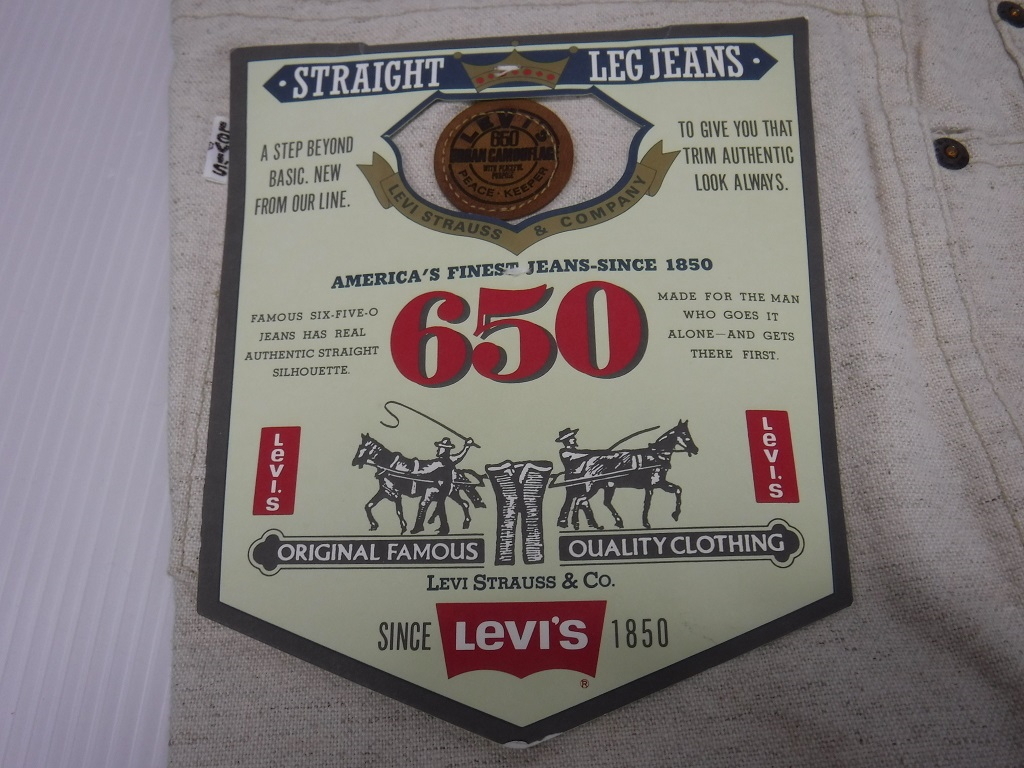 STRAIGHT LEG JEANS
A STEP BEYOND
BASIC. NEW
FROM OUR LINE.
LEVI'S
650
URBAN CAMOUFLAGE
PEACE·KEEPER
LEVI STRAUSS & COMPANY
TO GIVE YOU THAT
TRIM AUTHENTIC
LOOK ALWAYS.
LEVI'S
AMERICA'S FINEST JEANS-SINCE 1850
FAMOUS SIX-FIVE-O
JEANS HAS REAL
AUTHENTIC STRAIGHT
SILHOUETTE.
650
MADE FOR THE MAN
WHO GOES IT
ALONE—AND GETS
THERE FIRST.
LEVI'S
LEVI'S
ORIGINAL FAMOUS QUALITY CLOTHING
LEVI STRAUSS & CO.
SINCE LEVI'S 1850
®